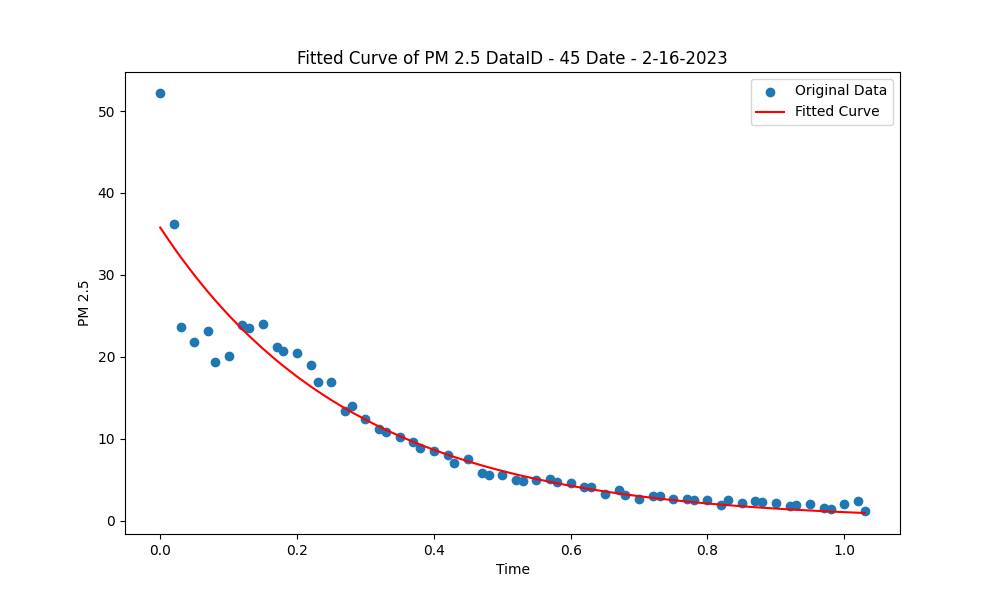 Fitted Curve of PM 2.5 DataID - 45 Date - 2-16-2023
Original Data
Fitted Curve
50
40
30
20
10
0
PM 2.5
0.0 0.2 0.4 0.6 0.8 1.0
Time